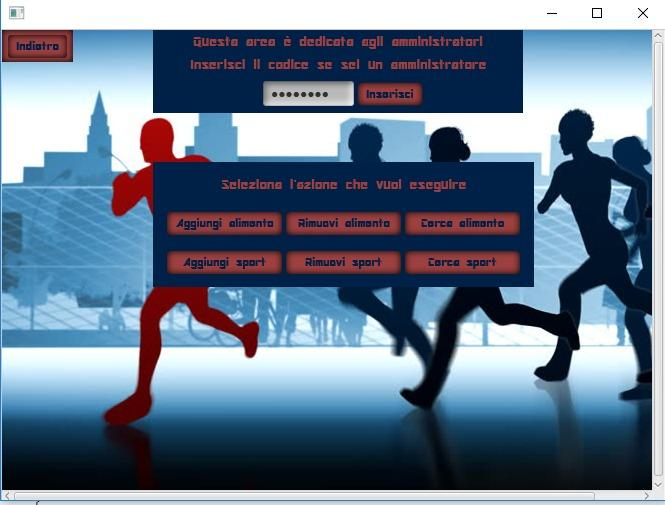 Indietro
Questa area è dedicata agli amministratori
Inserisci il codice se sei un amministratore
●●●●●●●● Inserisci
Seleziona l'azione che vuoi eseguire
Aggiungi alimento Rimuovi alimento Cerca alimento
Aggiungi sport Rimuovi sport Cerca sport